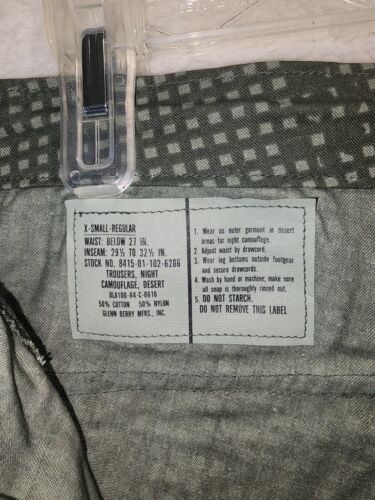 X-SMALL-REGULAR
WAIST: BELOW 27 IN.
INSEAM: 29½ TO 32½ IN.
STOCK NO. 8415-01-102-6286
TROUSERS, NIGHT
CAMOUFLAGE, DESERT
DLA100-84-C-0616
50% COTTON 50% NYLON
GLENN BERRY MFRS., INC.
1. Wear as outer garment in desert
areas for night camouflage.
2. Adjust waist by drawcord.
3. Wear leg bottoms outside footgear
and secure drawcords.
4. Wash by hand or machine; make sure
all soap is thoroughly rinsed out.
5. DO NOT STARCH.
DO NOT REMOVE THIS LABEL